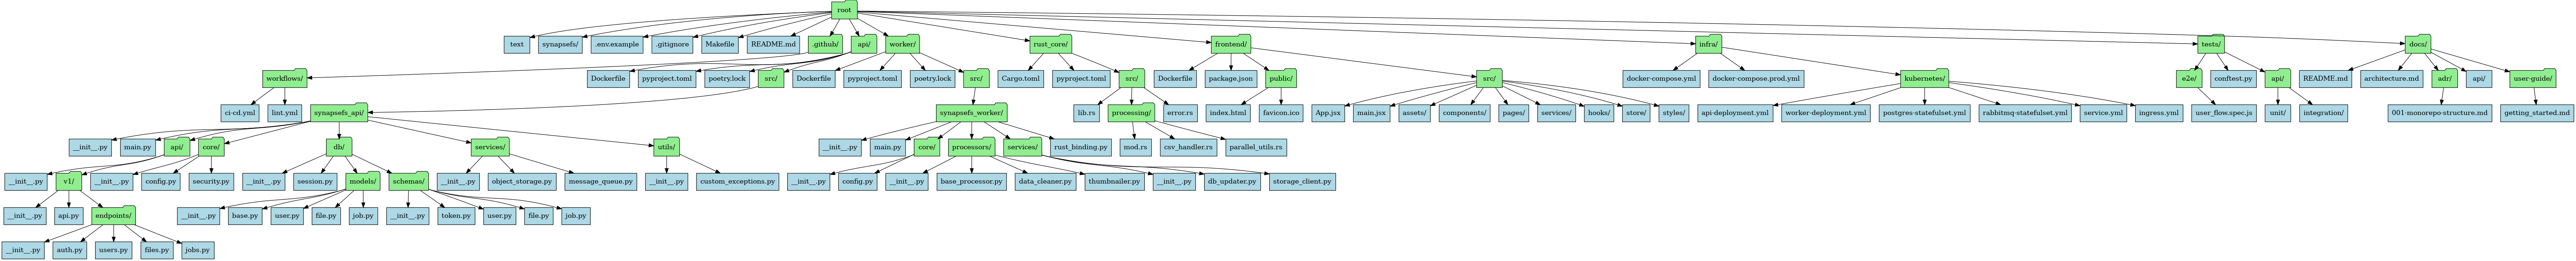 root
text
synapsefs/
.env.example
.gitignore
Makefile
README.md
.github/
api/
worker/
rust_core/
frontend/
infra/
tests/
docs/
workflows/
Dockerfile
pyproject.toml
poetry.lock
src/
Dockerfile
pyproject.toml
poetry.lock
src/
Cargo.toml
pyproject.toml
src/
Dockerfile
package.json
public/
src/
docker-compose.yml
docker-compose.prod.yml
kubernetes/
e2e/
conftest.py
api/
README.md
architecture.md
adr/
api/
user-guide/
ci-cd.yml
lint.yml
synapsefs_api/
synapsefs_worker/
lib.rs
processing/
error.rs
index.html
favicon.ico
App.jsx
main.jsx
assets/
components/
pages/
services/
hooks/
store/
styles/
api-deployment.yml
worker-deployment.yml
postgres-statefulset.yml
rabbitmq-statefulset.yml
service.yml
ingress.yml
user_flow.spec.js
unit/
integration/
001-monorepo-structure.md
getting_started.md
__init__.py
main.py
api/
core/
db/
services/
utils/
__init__.py
main.py
core/
processors/
services/
rust_binding.py
mod.rs
csv_handler.rs
parallel_utils.rs
__init__.py
v1/
__init__.py
config.py
security.py
__init__.py
session.py
models/
schemas/
__init__.py
object_storage.py
message_queue.py
__init__.py
custom_exceptions.py
__init__.py
config.py
__init__.py
base_processor.py
data_cleaner.py
thumbnailer.py
__init__.py
db_updater.py
storage_client.py
__init__.py
api.py
endpoints/
__init__.py
base.py
user.py
file.py
job.py
__init__.py
token.py
user.py
file.py
job.py
__init__.py
auth.py
users.py
files.py
jobs.py